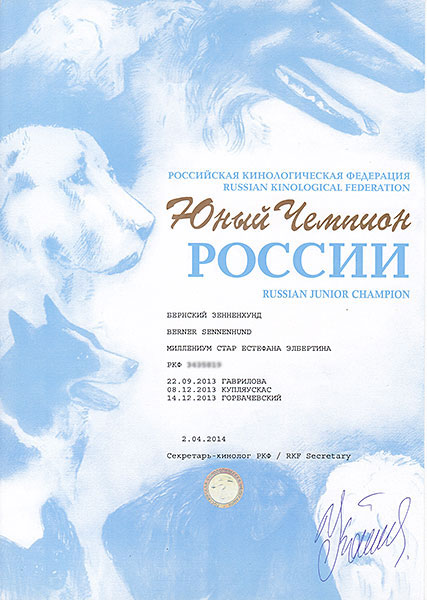 РОССИЙСКАЯ КИНОЛОГИЧЕСКАЯ ФЕДЕРАЦИЯ
RUSSIAN KINOLOGICAL FEDERATION
Юный Чемпион
РОССИИ
RUSSIAN JUNIOR CHAMPION
БЕРНСКИЙ ЗЕННЕНХУНД
BERNER SENNENHUND
МИЛЛЕНИУМ СТАР ЕСТЕФАНА ЭЛБЕРТИНА
РКФ
22.09.2013 ГАВРИЛОВА
08.12.2013 КУПЛЯУСКАС
14.12.2013 ГОРБАЧЕВСКИЙ
2.04.2014
Секретарь-кинолог РКФ / RKF Secretary